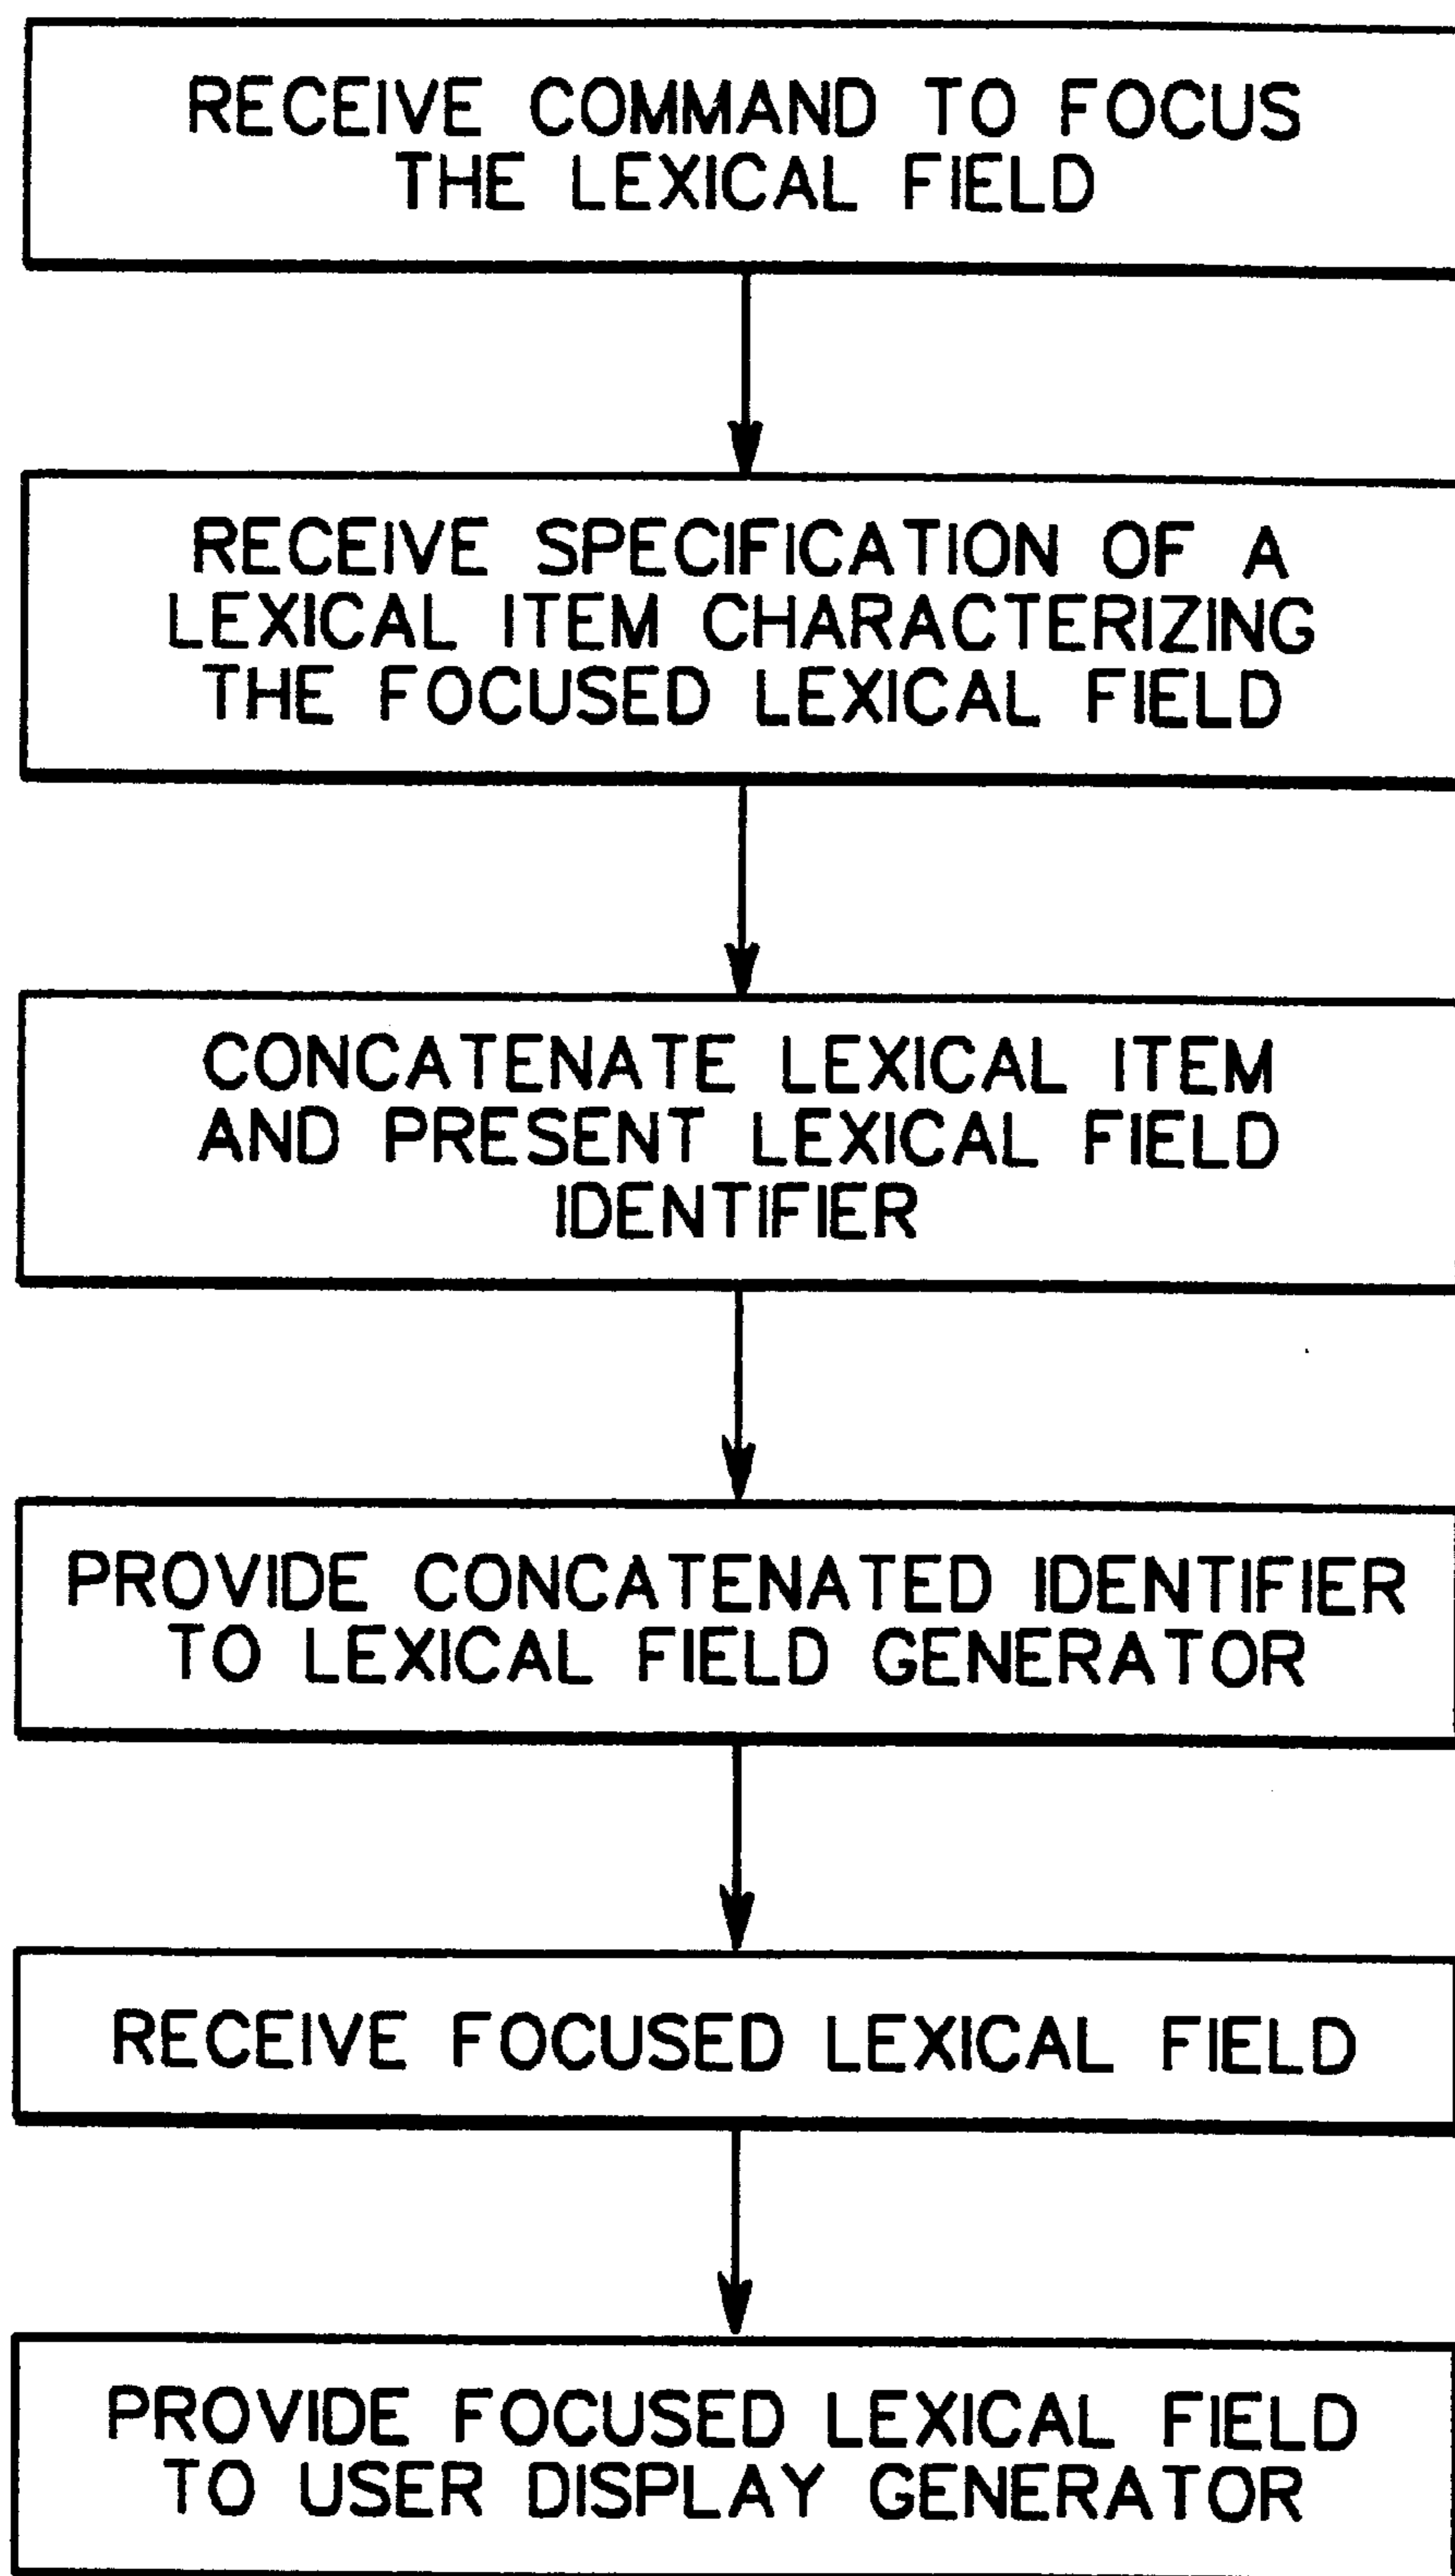 RECEIVE COMMAND TO FOCUS
THE LEXICAL FIELD
RECEIVE SPECIFICATION OF A
LEXICAL ITEM CHARACTERIZING
THE FOCUSED LEXICAL FIELD
CONCATENATE LEXICAL ITEM
AND PRESENT LEXICAL FIELD
IDENTIFIER
PROVIDE CONCATENATED IDENTIFIER
TO LEXICAL FIELD GENERATOR
RECEIVE FOCUSED LEXICAL FIELD
PROVIDE FOCUSED LEXICAL FIELD
TO USER DISPLAY GENERATOR